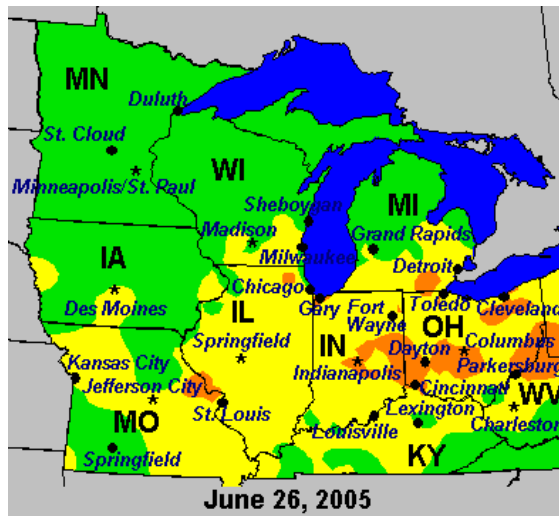 MN
Duluth
St. Cloud
Minneapolis/St. Paul
WI
Sheboygan
MI
Madison
Grand Rapids
Milwaukee
IA
Detroit
Des Moines
Chicago
Gary
Fort
Wayne
Toledo
Cleveland
IL
IN
OH
Springfield
Dayton
Columbus
Kansas City
Indianapolis
Parkersburg
Jefferson City
Cincinnati
WV
MO
St. Louis
Lexington
Charleston
Louisville
Springfield
KY
June 26, 2005